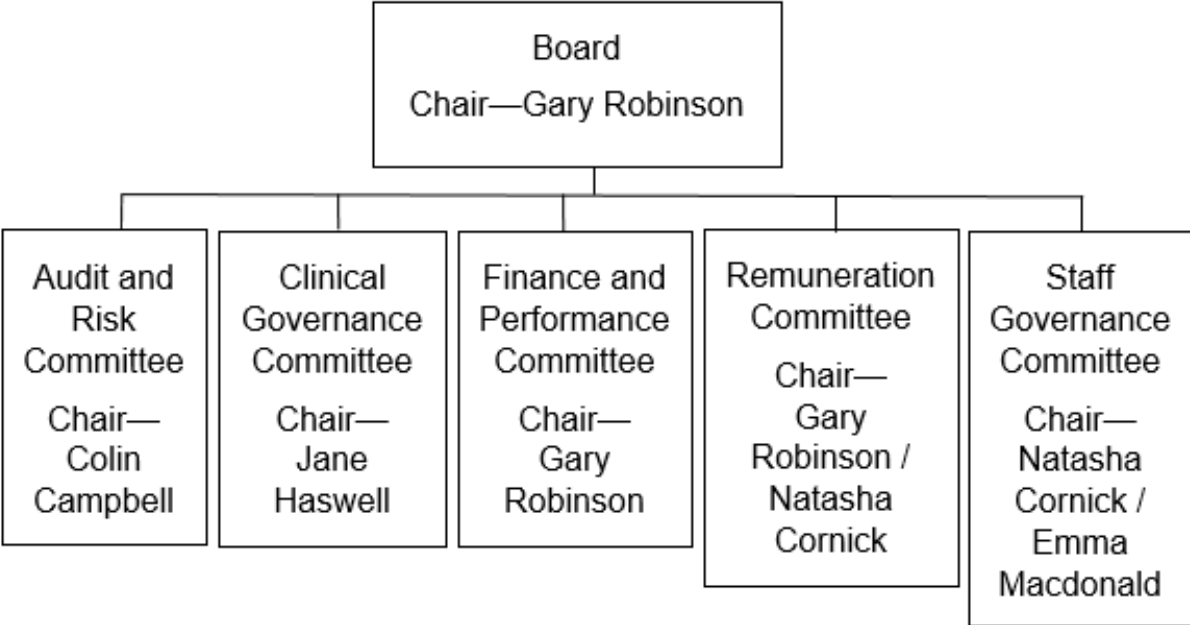 Board
Chair—Gary Robinson
Audit and
Risk
Committee
Chair—
Colin
Campbell
Clinical
Governance
Committee
Chair—
Jane
Haswell
Finance and
Performance
Committee
Chair—
Gary
Robinson
Remuneration
Committee
Chair—
Gary
Robinson /
Natasha
Cornick
Staff
Governance
Committee
Chair—
Natasha
Cornick /
Emma
Macdonald